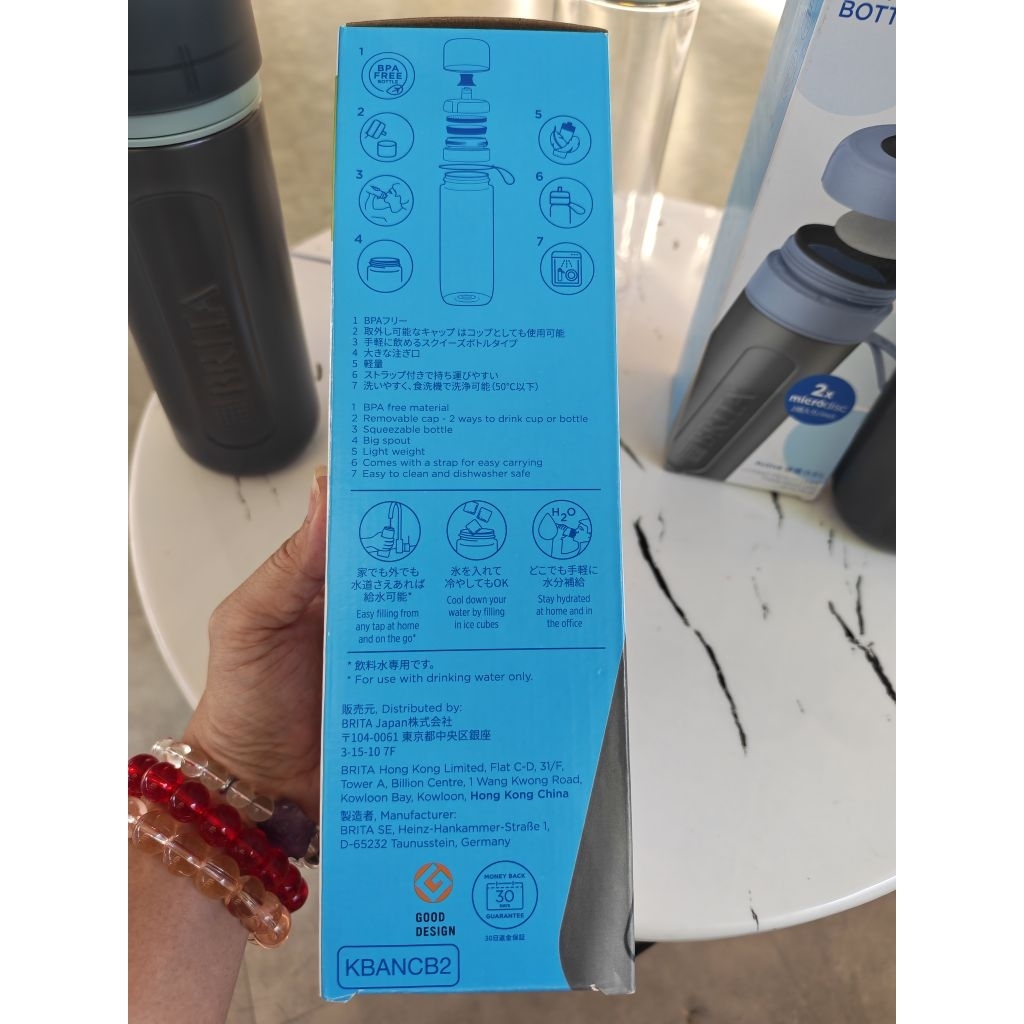 BOTT
BRITA
1
BPA
FREE
BOTTLE
2
3
4
5
6
7
1 BPAフリー
2 取外し可能なキャップはコップとしても使用可能
3 手軽に飲めるスクイーズボトルタイプ
4 大きな注ぎ口
5 軽量
6 ストラップ付きで持ち運びやすい
7 洗いやすく、食洗機で洗浄可能(50℃以下)
1 BPA free material
2 Removable cap - 2 ways to drink cup or bottle
3 Squeezable bottle
4 Big spout
5 Light weight
6 Comes with a strap for easy carrying
7 Easy to clean and dishwasher safe
H₂O
家でも外でも
水道さえあれば
給水可能*
Easy filling from
any tap at home
and on the go*
氷を入れて
冷やしてもOK
Cool down your
water by filling
in ice cubes
どこでも手軽に
水分補給
Stay hydrated
at home and in
the office
* 飲料水専用です。
* For use with drinking water only.
販売元, Distributed by:
BRITA Japan株式会社
〒104-0061 東京都中央区銀座
3-15-10 7F
BRITA Hong Kong Limited, Flat C-D, 31/F,
Tower A, Billion Centre, 1 Wang Kwong Road,
Kowloon Bay, Kowloon, Hong Kong China
製造者, Manufacturer:
BRITA SE, Heinz-Hankammer-Straße 1,
D-65232 Taunusstein, Germany
GOOD
DESIGN
MONEY BACK
30
DAYS
GUARANTEE
30日返金保証
KBANCB2
BRITA
2x
microdisc
Active